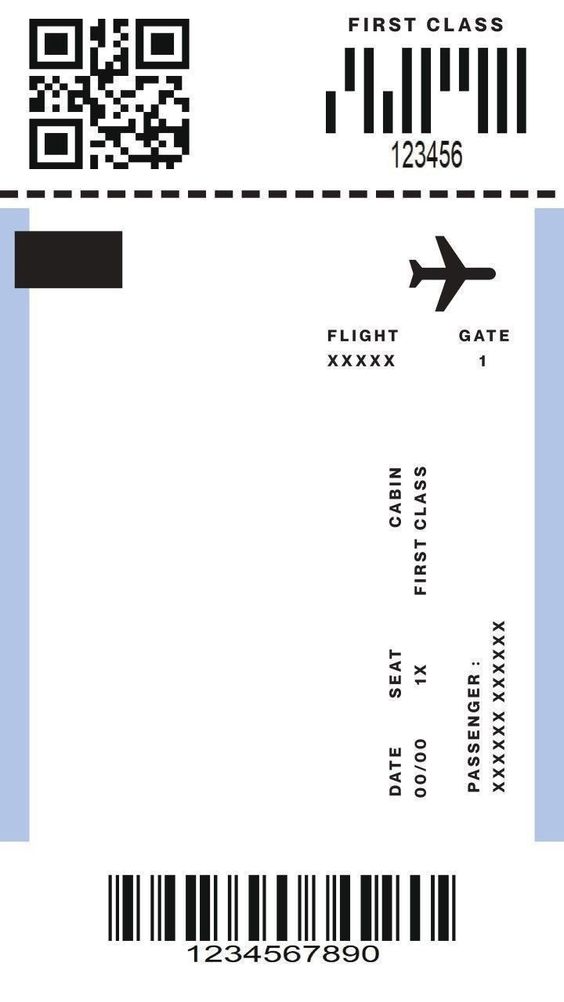 1234567890
DATE SEAT CABIN
00/00 1X FIRST CLASS
PASSENGER :
XXXXXX XXXXXX
FLIGHT GATE
XXXXX 1
FIRST CLASS
123456